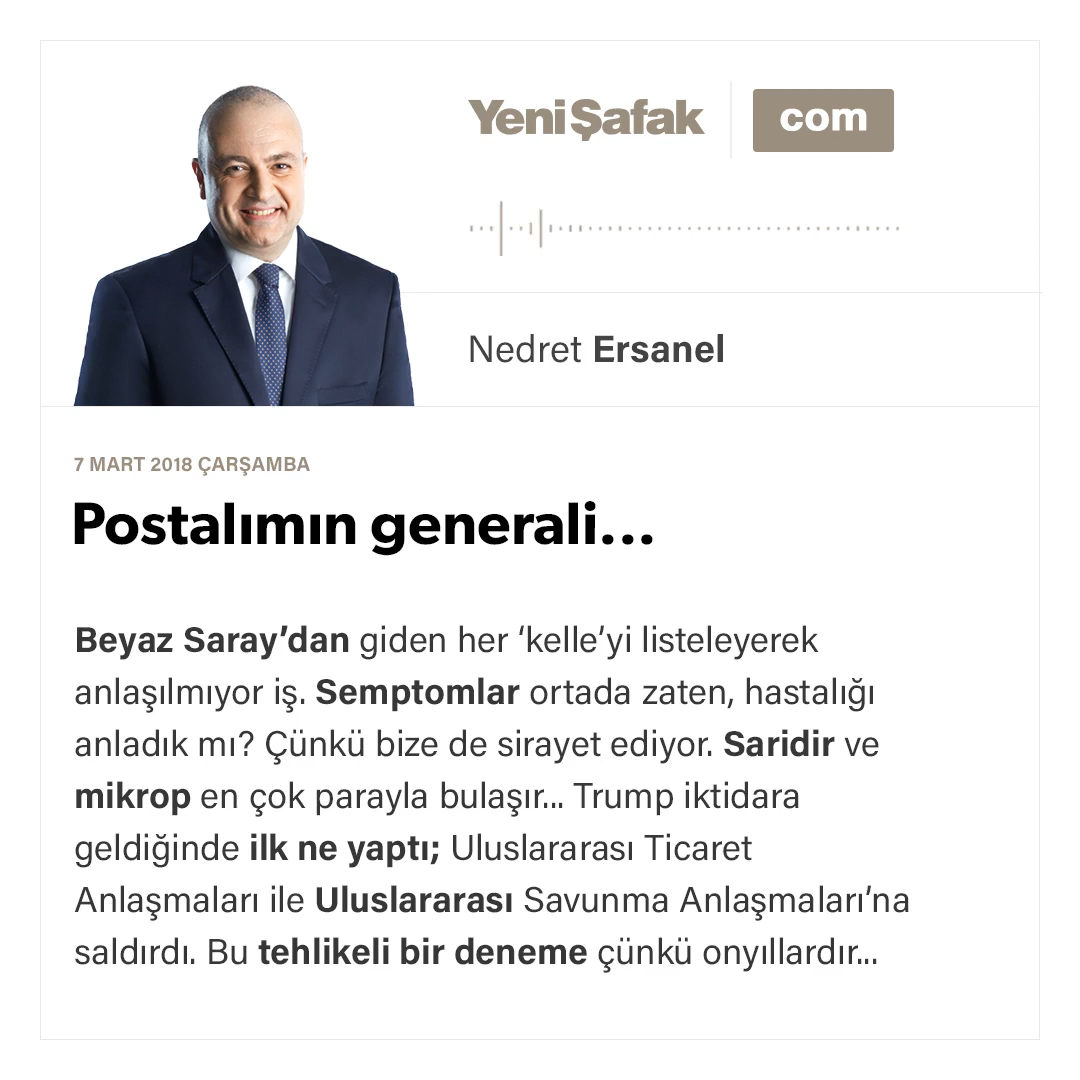 YeniŞafak
com
Nedret Ersanel
7 MART 2018 ÇARŞAMBA
Postalımın generali...
Beyaz Saray’dan giden her ‘kelle’yi listeleyerek
anlaşılmıyor iş. Semptomlar ortada zaten, hastalığı
anladık mı? Çünkü bize de sirayet ediyor. Saridir ve
mikrop en çok parayla bulaşır... Trump iktidara
geldiğinde ilk ne yaptı; Uluslararası Ticaret
Anlaşmaları ile Uluslararası Savunma Anlaşmaları’na
saldırdı. Bu tehlikeli bir deneme çünkü onyıllardır...